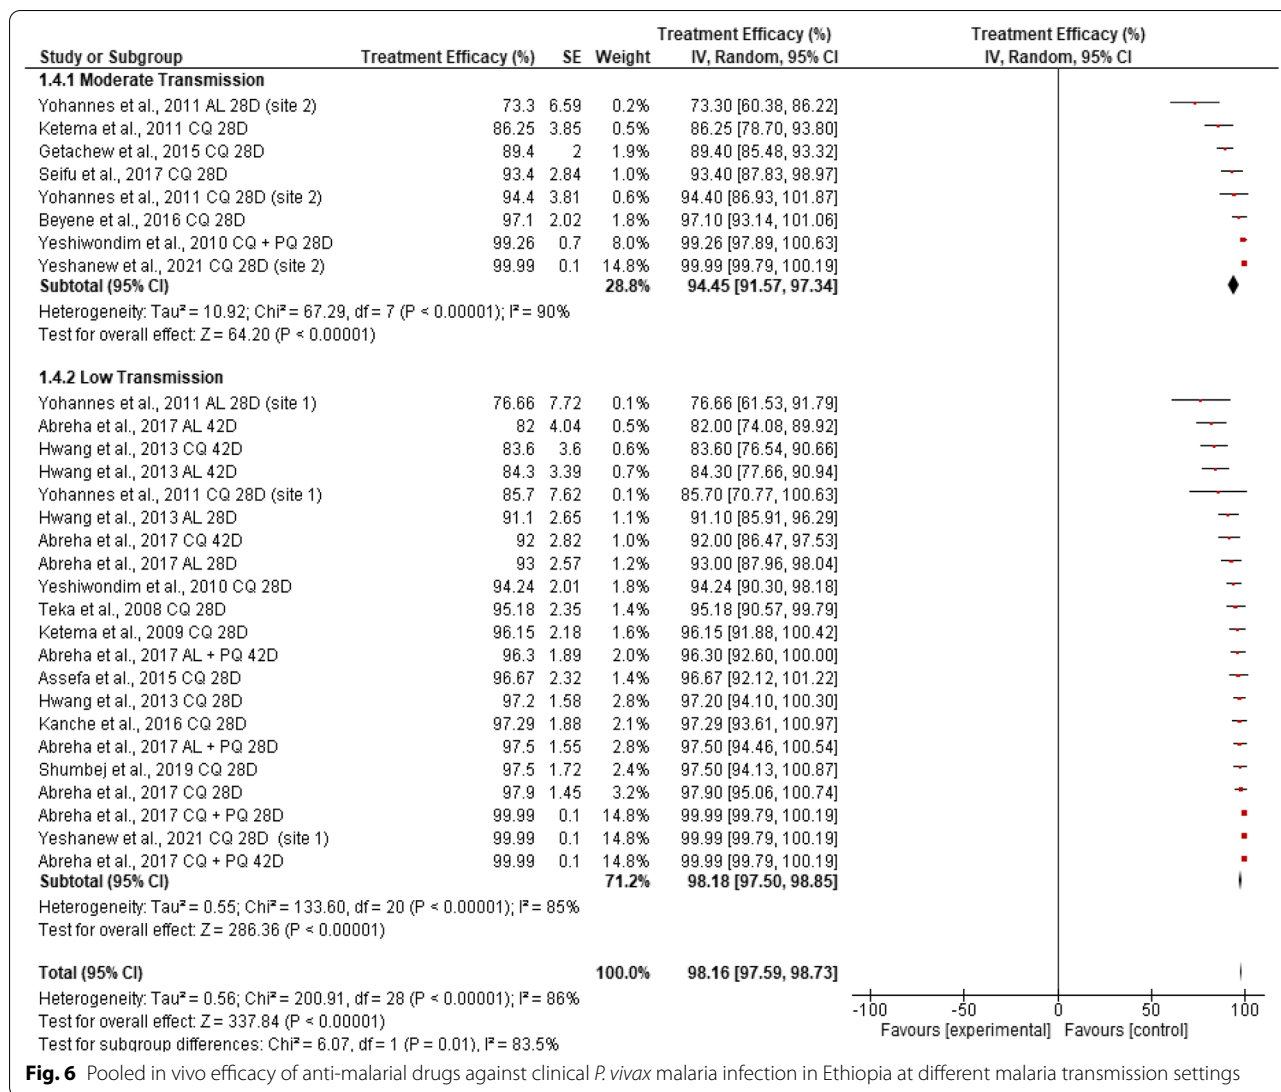 Treatment Efficacy (%) Treatment Efficacy (%)
Study or Subgroup Treatment Efficacy (%) SE Weight IV, Random, 95% CI IV, Random, 95% CI
1.4.1 Moderate Transmission
Yohannes et al., 2011 AL 28D (site 2) 73.3 6.59 0.2% 73.30 [60.38, 86.22]
Ketema et al., 2011 CQ 28D 86.25 3.85 0.5% 86.25 [78.70, 93.80]
Getachew et al., 2015 CQ 28D 89.4 2 1.9% 89.40 [85.48, 93.32]
Seifu et al., 2017 CQ 28D 93.4 2.84 1.0% 93.40 [87.83, 98.97]
Yohannes et al., 2011 CQ 28D (site 2) 94.4 3.81 0.6% 94.40 [86.93, 101.87]
Beyene et al., 2016 CQ 28D 97.1 2.02 1.8% 97.10 [93.14, 101.06]
Yeshiwondim et al., 2010 CQ + PQ 28D 99.26 0.7 8.0% 99.26 [97.89, 100.63]
Yeshanew et al., 2021 CQ 28D (site 2) 99.99 0.1 14.8% 99.99 [99.79, 100.19]
Subtotal (95% CI) 28.8% 94.45 [91.57, 97.34]
Heterogeneity: Tau² = 10.92; Chi² = 67.29, df = 7 (P < 0.00001); I² = 90%
Test for overall effect: Z = 64.20 (P < 0.00001)
1.4.2 Low Transmission
Yohannes et al., 2011 AL 28D (site 1) 76.66 7.72 0.1% 76.66 [61.53, 91.79]
Abreha et al., 2017 AL 42D 82 4.04 0.5% 82.00 [74.08, 89.92]
Hwang et al., 2013 CQ 42D 83.6 3.6 0.6% 83.60 [76.54, 90.66]
Hwang et al., 2013 AL 42D 84.3 3.39 0.7% 84.30 [77.66, 90.94]
Yohannes et al., 2011 CQ 28D (site 1) 85.7 7.62 0.1% 85.70 [70.77, 100.63]
Hwang et al., 2013 AL 28D 91.1 2.65 1.1% 91.10 [85.91, 96.29]
Abreha et al., 2017 CQ 42D 92 2.82 1.0% 92.00 [86.47, 97.53]
Abreha et al., 2017 AL 28D 93 2.57 1.2% 93.00 [87.96, 98.04]
Yeshiwondim et al., 2010 CQ 28D 94.24 2.01 1.8% 94.24 [90.30, 98.18]
Teka et al., 2008 CQ 28D 95.18 2.35 1.4% 95.18 [90.57, 99.79]
Ketema et al., 2009 CQ 28D 96.15 2.18 1.6% 96.15 [91.88, 100.42]
Abreha et al., 2017 AL + PQ 42D 96.3 1.89 2.0% 96.30 [92.60, 100.00]
Assefa et al., 2015 CQ 28D 96.67 2.32 1.4% 96.67 [92.12, 101.22]
Hwang et al., 2013 CQ 28D 97.2 1.58 2.8% 97.20 [94.10, 100.30]
Kanche et al., 2016 CQ 28D 97.29 1.88 2.1% 97.29 [93.61, 100.97]
Abreha et al., 2017 AL + PQ 28D 97.5 1.55 2.8% 97.50 [94.46, 100.54]
Shumbej et al., 2019 CQ 28D 97.5 1.72 2.4% 97.50 [94.13, 100.87]
Abreha et al., 2017 CQ 28D 97.9 1.45 3.2% 97.90 [95.06, 100.74]
Abreha et al., 2017 CQ + PQ 28D 99.99 0.1 14.8% 99.99 [99.79, 100.19]
Yeshanew et al., 2021 CQ 28D (site 1) 99.99 0.1 14.8% 99.99 [99.79, 100.19]
Abreha et al., 2017 CQ + PQ 42D 99.99 0.1 14.8% 99.99 [99.79, 100.19]
Subtotal (95% CI) 71.2% 98.18 [97.50, 98.85]
Heterogeneity: Tau² = 0.55; Chi² = 133.60, df = 20 (P < 0.00001); I² = 85%
Test for overall effect: Z = 286.36 (P < 0.00001)
Total (95% CI) 100.0% 98.16 [97.59, 98.73]
Heterogeneity: Tau² = 0.56; Chi² = 200.91, df = 28 (P < 0.00001); I² = 86%
Test for overall effect: Z = 337.84 (P < 0.00001)
Test for subgroup differences: Chi² = 6.07, df = 1 (P = 0.01), I² = 83.5%
-100 -50 0 50 100
Favours [experimental] Favours [control]
Fig. 6 Pooled in vivo efficacy of anti-malarial drugs against clinical P. vivax malaria infection in Ethiopia at different malaria transmission settings